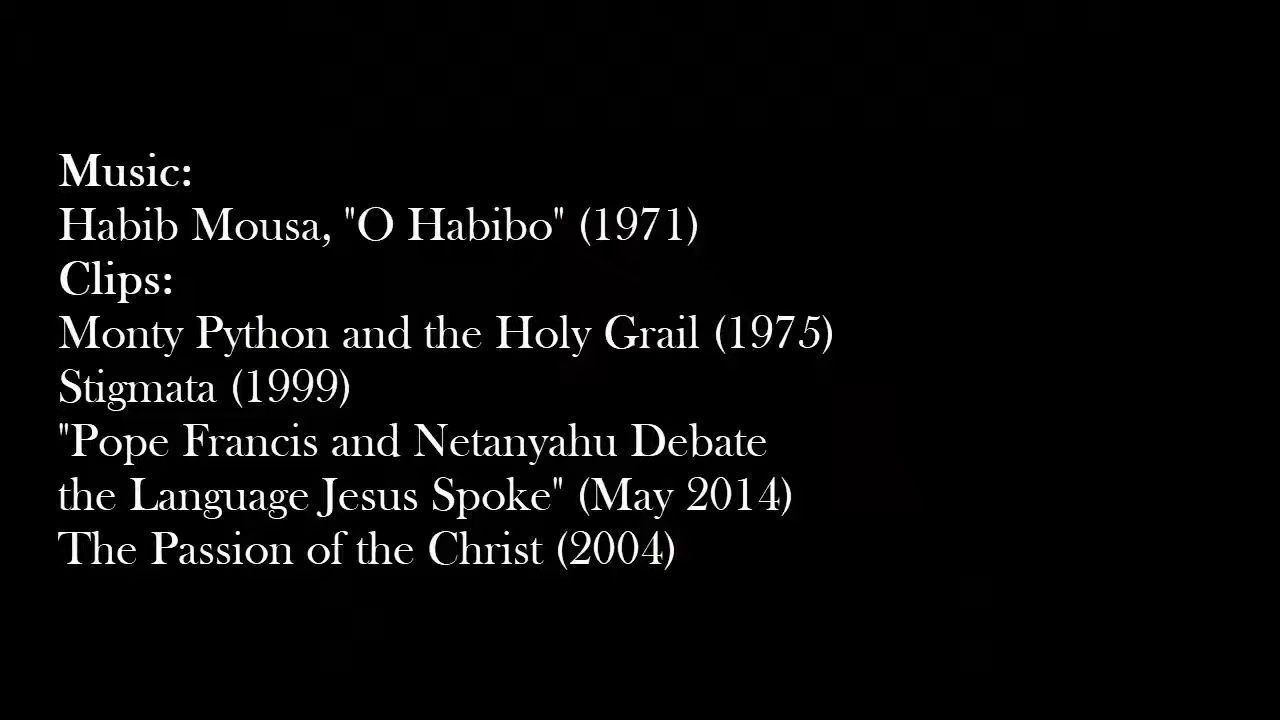 Music:
Habib Mousa, "O Habibo" (1971)
Clips:
Monty Python and the Holy Grail (1975)
Stigmata (1999)
"Pope Francis and Netanyahu Debate
the Language Jesus Spoke" (May 2014)
The Passion of the Christ (2004)